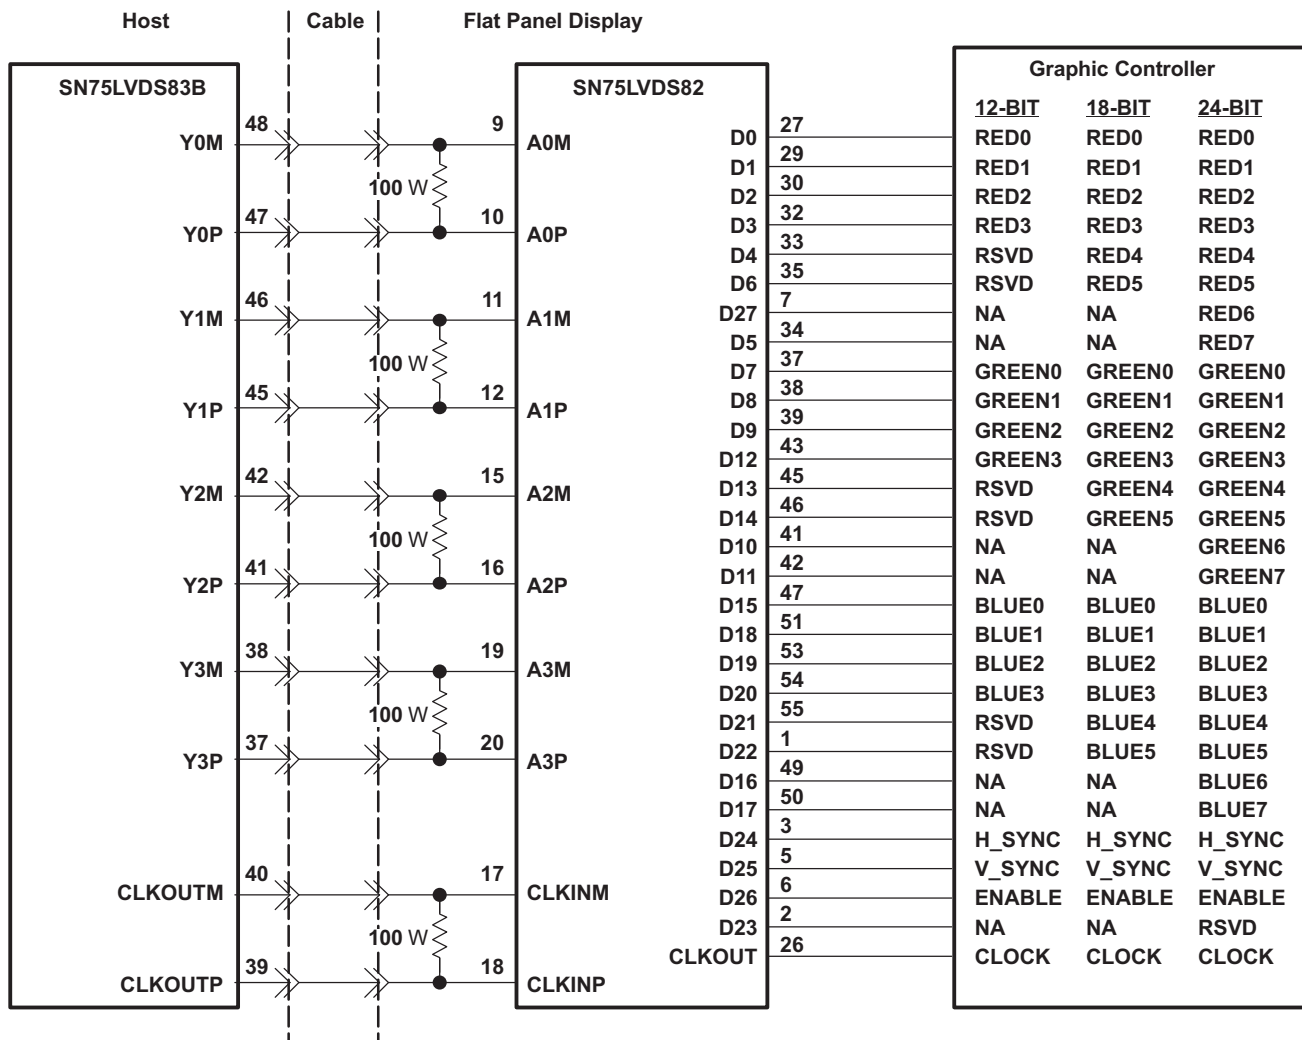 Host Cable Flat Panel Display
SN75LVDS83B
SN75LVDS82
Graphic Controller
12-BIT 18-BIT 24-BIT
Y0M 48 9 A0M
100 W
Y0P 47 10 A0P
Y1M 46 11 A1M
100 W
Y1P 45 12 A1P
Y2M 42 15 A2M
100 W
Y2P 41 16 A2P
Y3M 38 19 A3M
100 W
Y3P 37 20 A3P
CLKOUTM 40 17 CLKINM
100 W
CLKOUTP 39 18 CLKINP
D0 27 RED0 RED0 RED0
D1 29 RED1 RED1 RED1
D2 30 RED2 RED2 RED2
D3 32 RED3 RED3 RED3
D4 33 RSVD RED4 RED4
D6 35 RSVD RED5 RED5
D27 7 NA NA RED6
D5 34 NA NA RED7
D7 37 GREEN0 GREEN0 GREEN0
D8 38 GREEN1 GREEN1 GREEN1
D9 39 GREEN2 GREEN2 GREEN2
D12 43 GREEN3 GREEN3 GREEN3
D13 45 RSVD GREEN4 GREEN4
D14 46 RSVD GREEN5 GREEN5
D10 41 NA NA GREEN6
D11 42 NA NA GREEN7
D15 47 BLUE0 BLUE0 BLUE0
D18 51 BLUE1 BLUE1 BLUE1
D19 53 BLUE2 BLUE2 BLUE2
D20 54 BLUE3 BLUE3 BLUE3
D21 55 RSVD BLUE4 BLUE4
D22 1 RSVD BLUE5 BLUE5
D16 49 NA NA BLUE6
D17 50 NA NA BLUE7
D24 3 H_SYNC H_SYNC H_SYNC
D25 5 V_SYNC V_SYNC V_SYNC
D26 6 ENABLE ENABLE ENABLE
D23 2 NA NA RSVD
CLKOUT 26 CLOCK CLOCK CLOCK